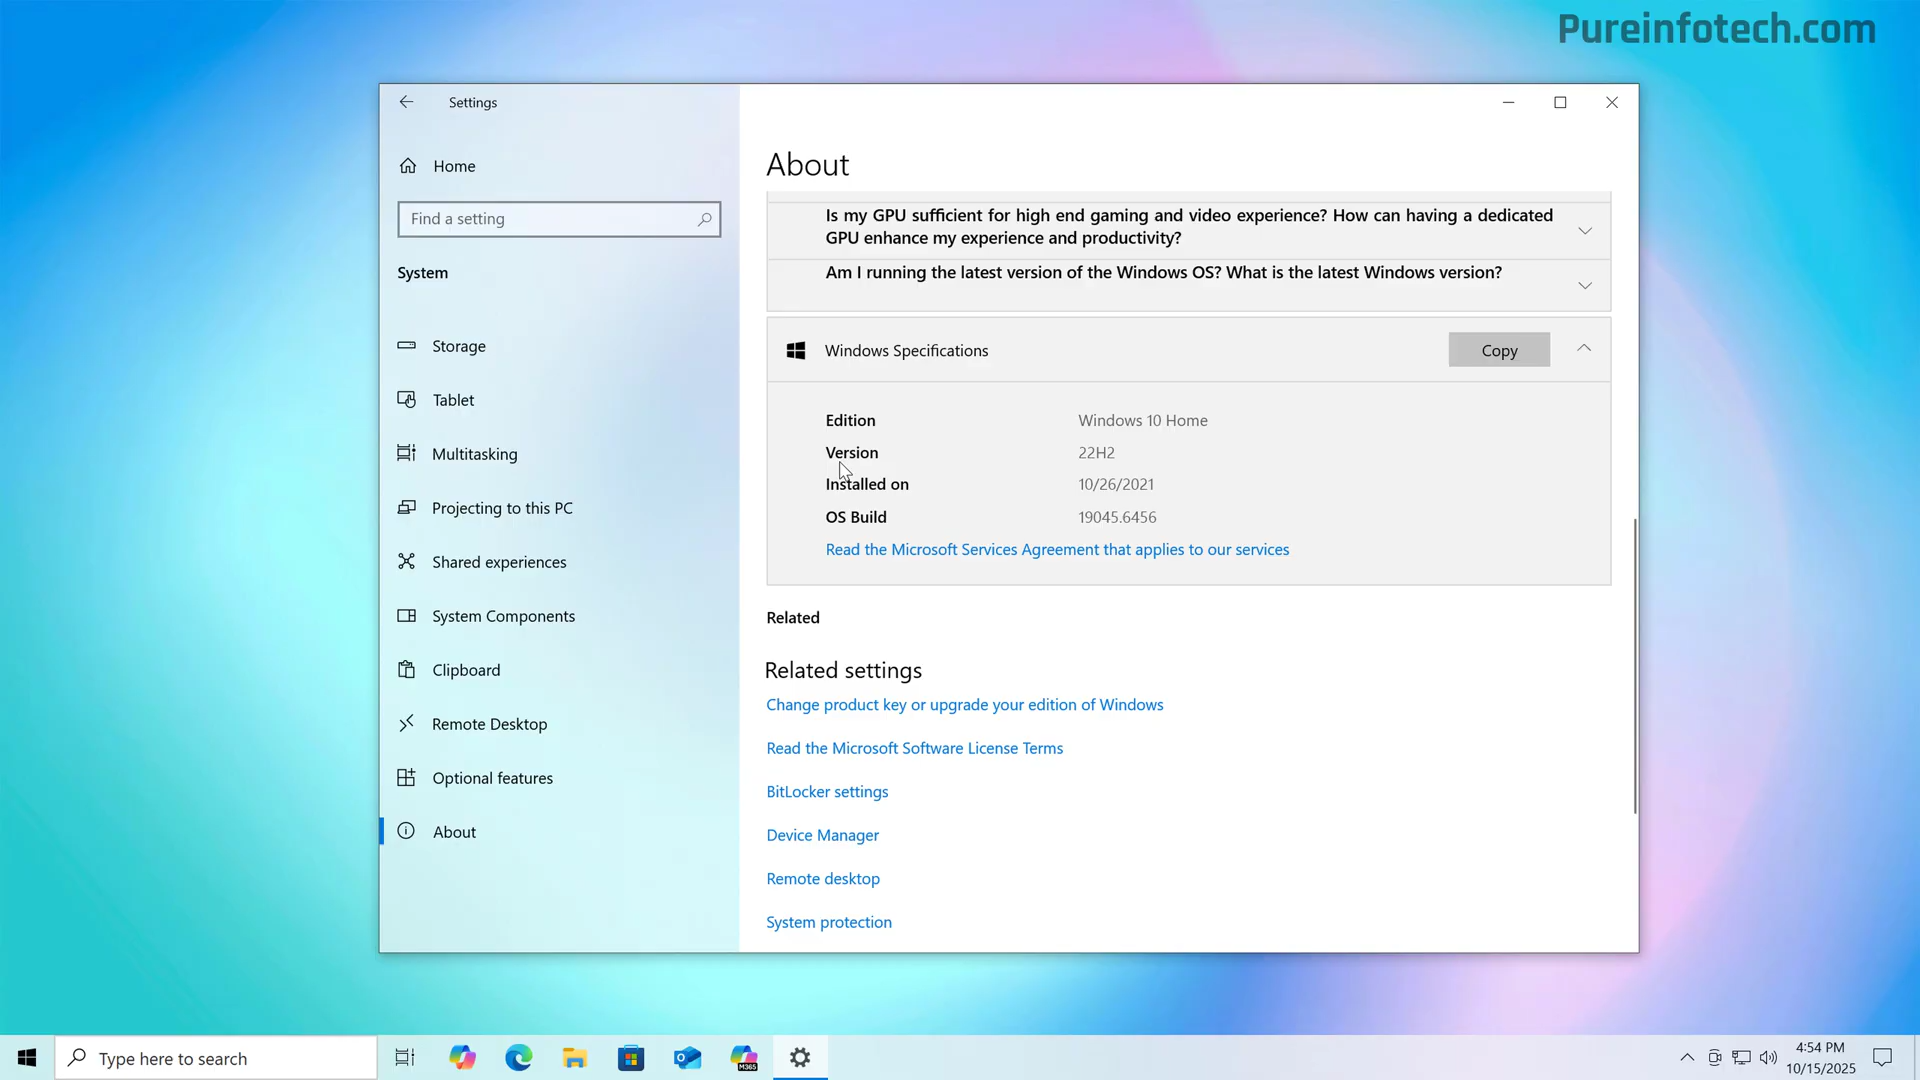 Pureinfotech.com
Settings
Home
Find a setting
System
Storage
Tablet
Multitasking
Projecting to this PC
Shared experiences
System Components
Clipboard
Remote Desktop
Optional features
About
About
Is my GPU sufficient for high end gaming and video experience? How can having a dedicated
GPU enhance my experience and productivity?
Am I running the latest version of the Windows OS? What is the latest Windows version?
Windows Specifications
Copy
Edition Windows 10 Home
Version 22H2
Installed on 10/26/2021
OS Build 19045.6456
Read the Microsoft Services Agreement that applies to our services
Related
Related settings
Change product key or upgrade your edition of Windows
Read the Microsoft Software License Terms
BitLocker settings
Device Manager
Remote desktop
System protection
Type here to search
M365
4:54 PM
10/15/2025